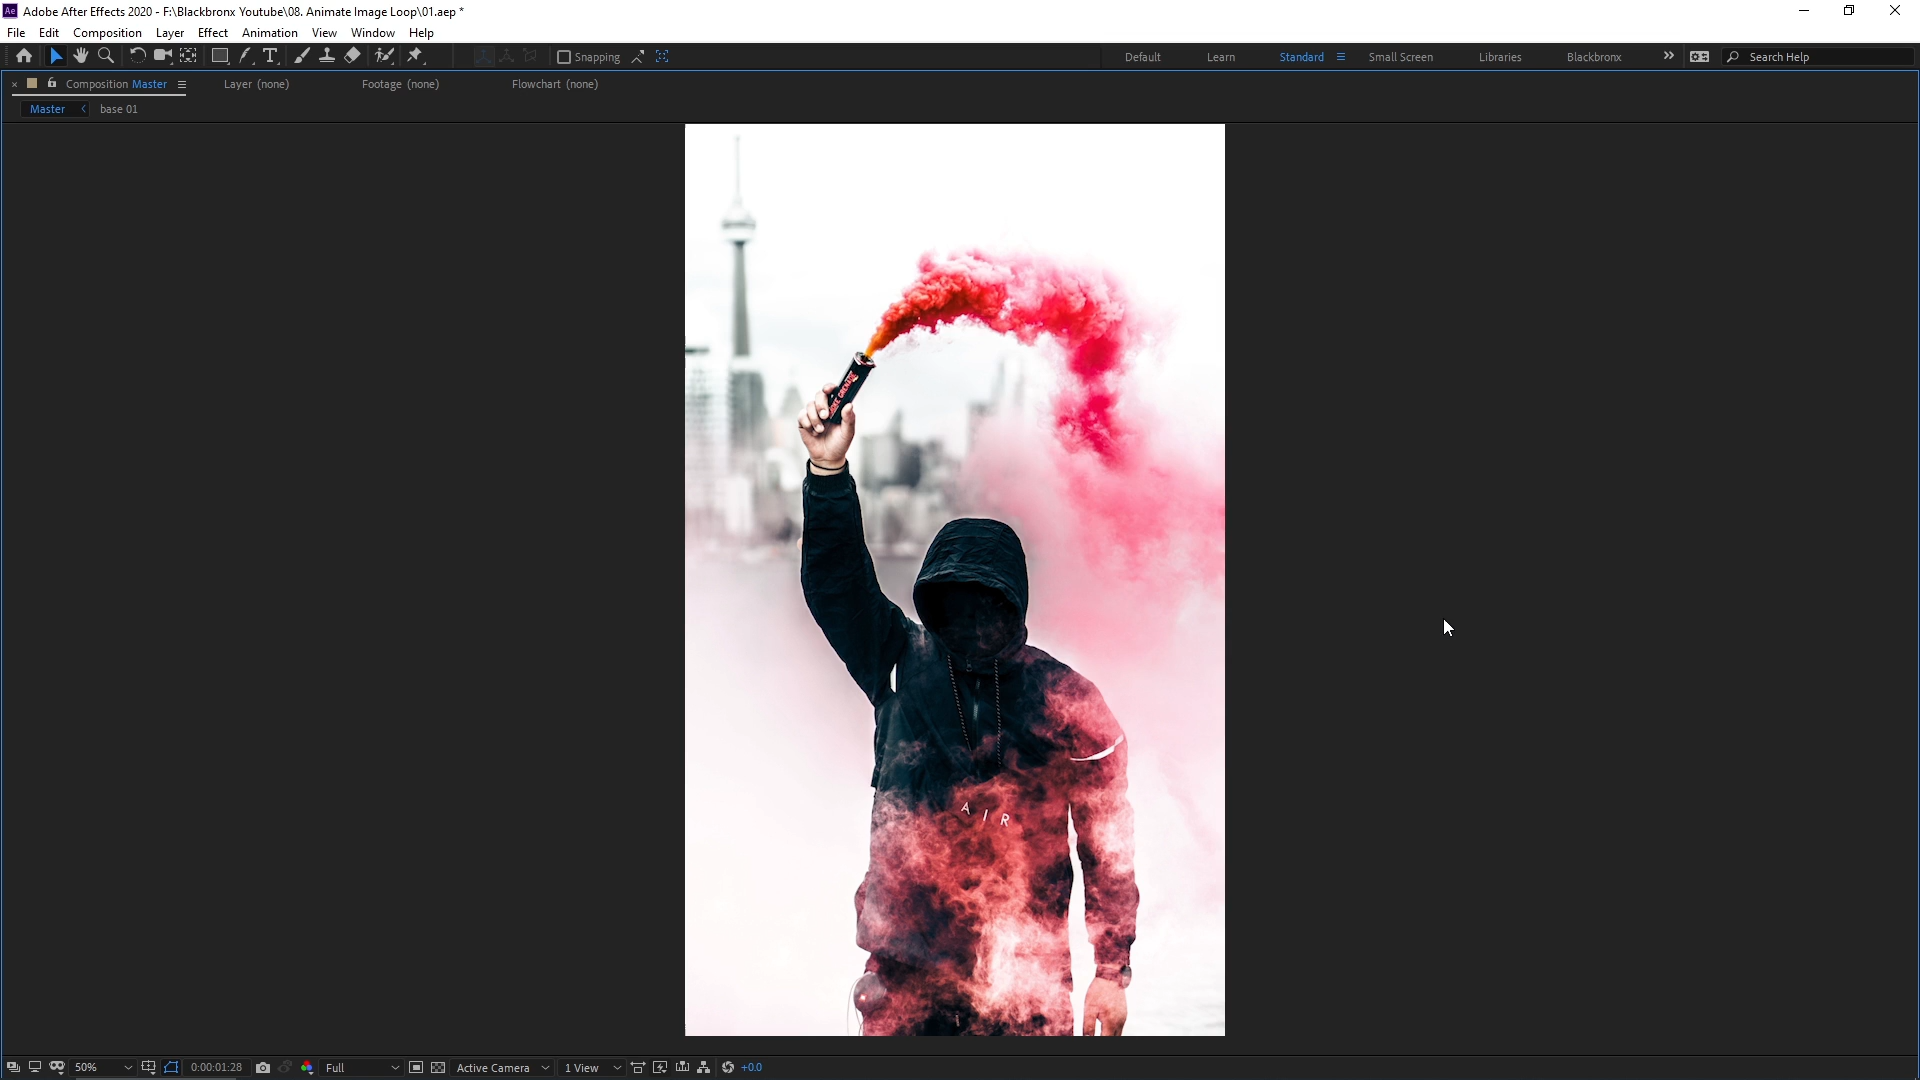 Adobe After Effects 2020 - F:\Blackbronx Youtube\08. Animate Image Loop\01.aep *
File Edit Composition Layer Effect Animation View Window Help
Snapping Default Learn Standard Small Screen Libraries Blackbronx Search Help
Composition Master Layer (none) Footage (none) Flowchart (none)
Master base 01
AIR
50% 0:00:01:28 Full Active Camera 1 View +0.0